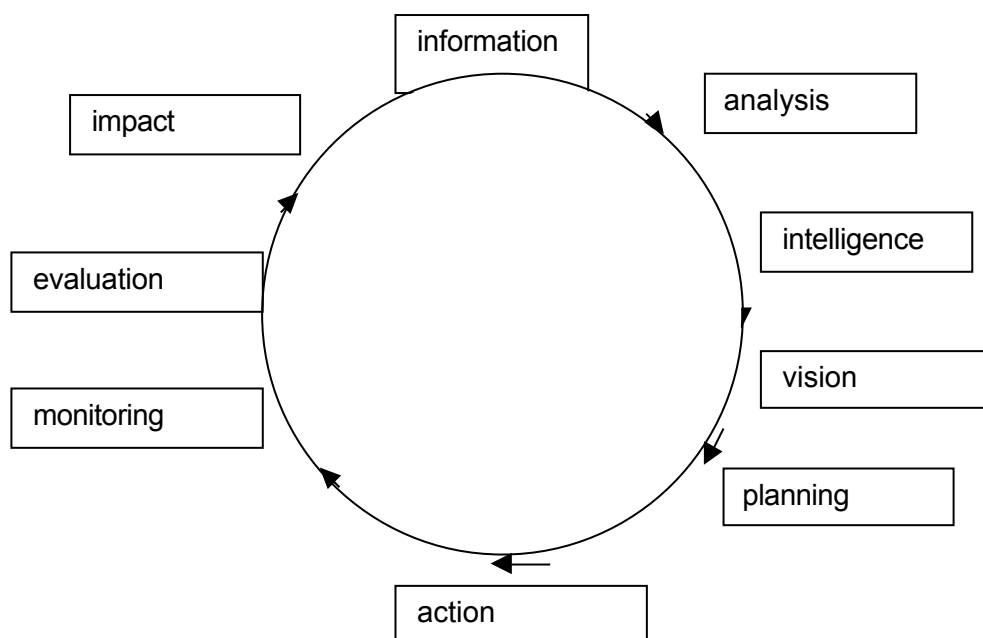 information
analysis
intelligence
vision
planning
action
monitoring
evaluation
impact